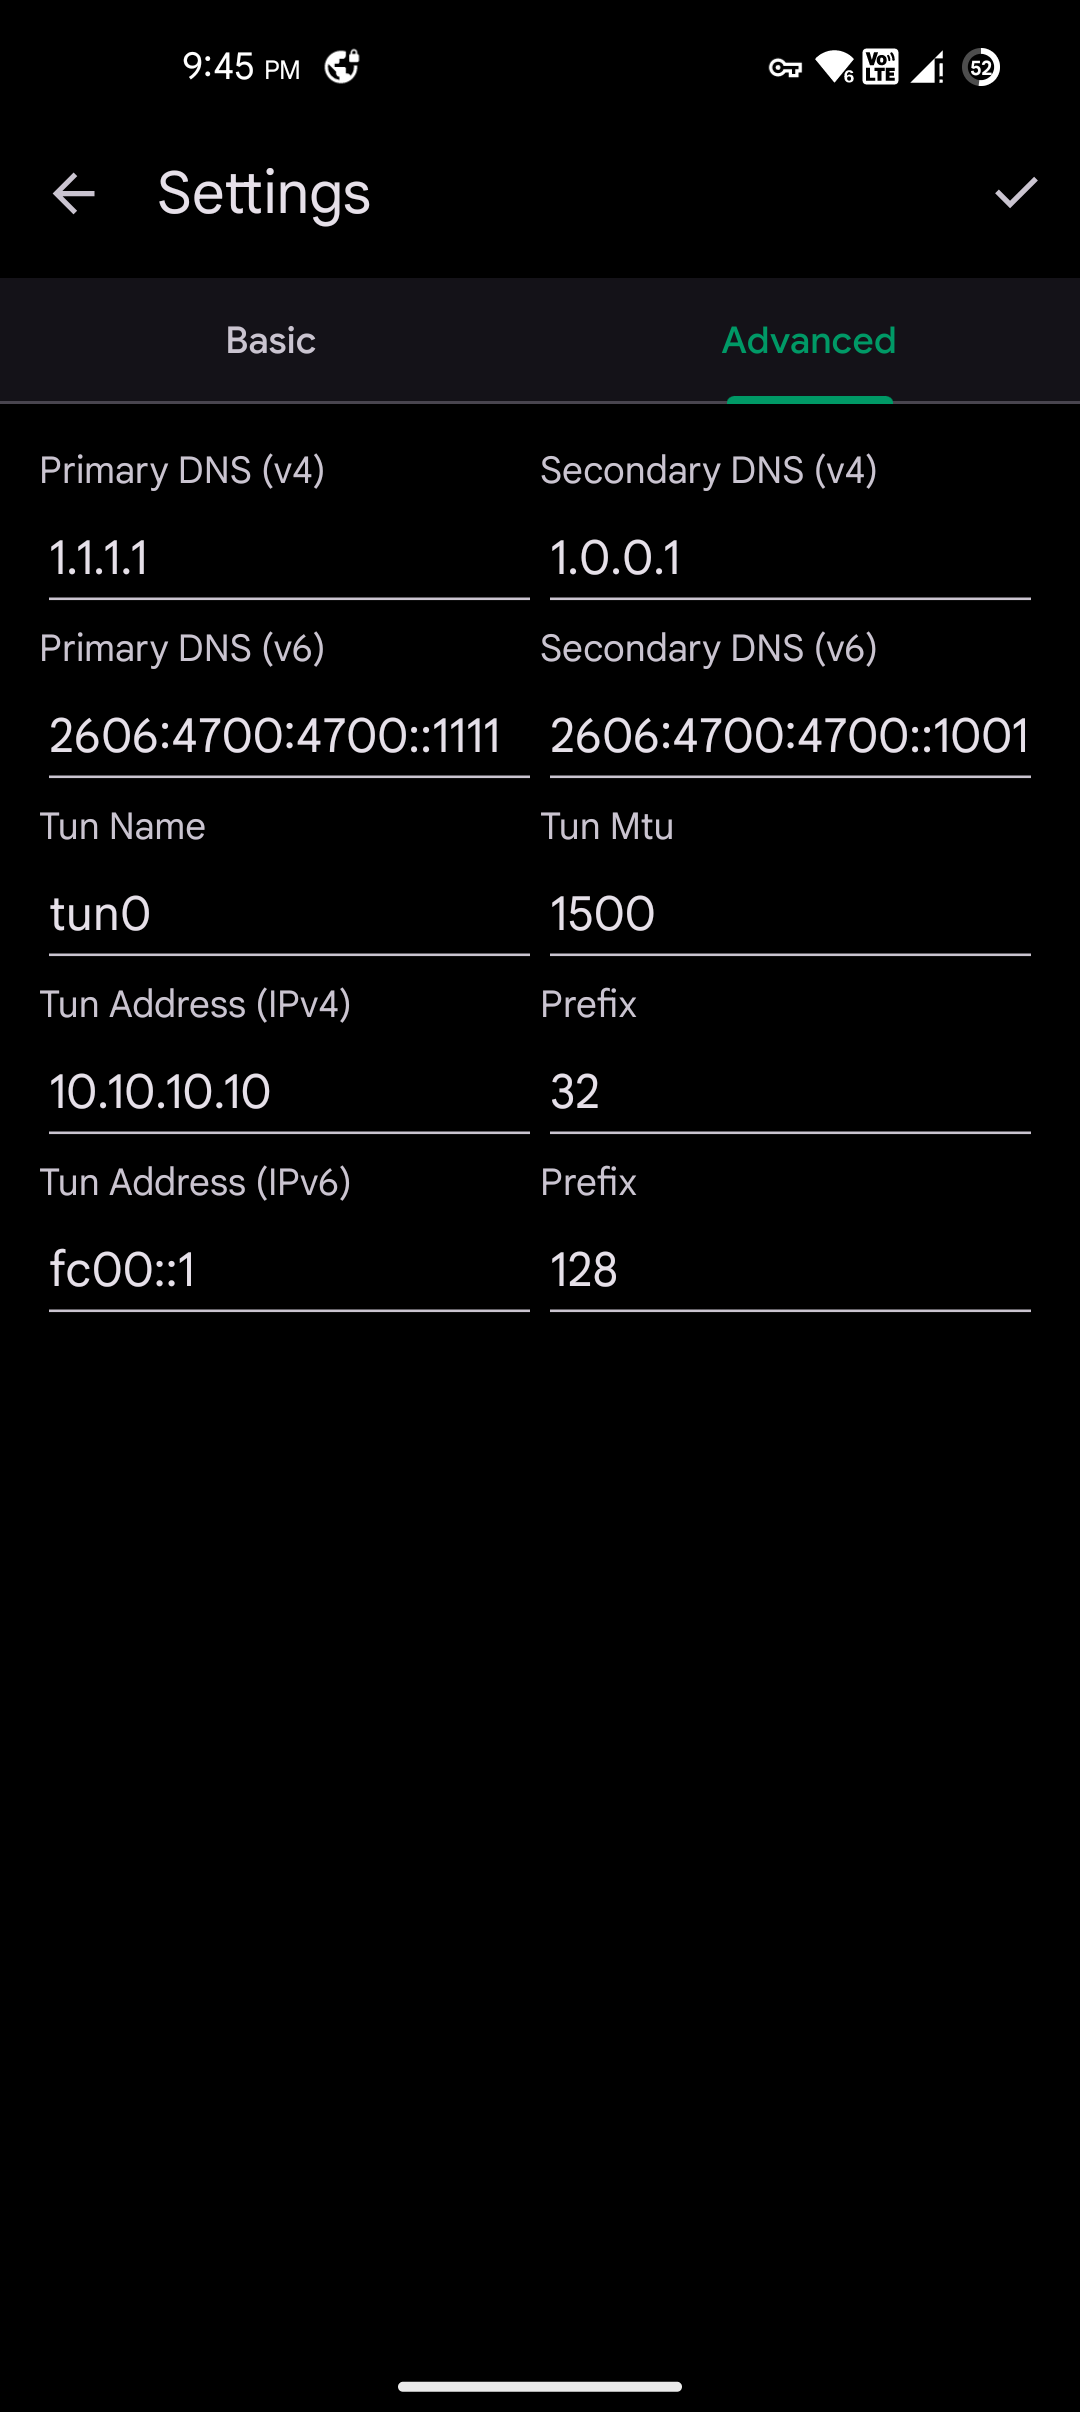 9:45 PM
6 Vo LTE 52
Settings
Basic Advanced
Primary DNS (v4) Secondary DNS (v4)
1.1.1.1 1.0.0.1
Primary DNS (v6) Secondary DNS (v6)
2606:4700:4700::1111 2606:4700:4700::1001
Tun Name Tun Mtu
tun0 1500
Tun Address (IPv4) Prefix
10.10.10.10 32
Tun Address (IPv6) Prefix
fc00::1 128